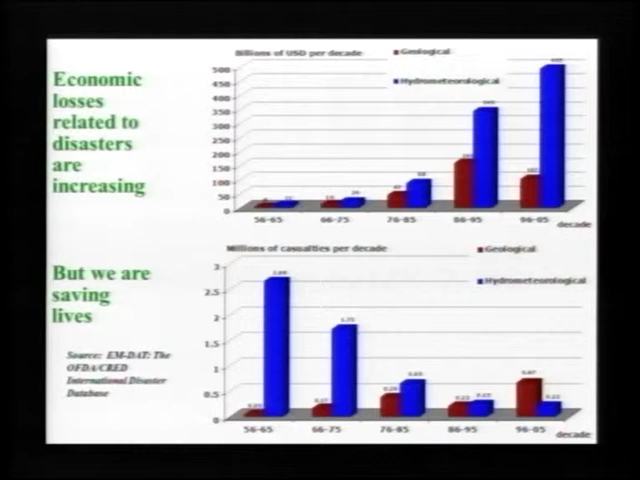 Economic
losses
related to
disasters
are
increasing
Billions of USD per decade
Geological
Hydrometeorological
500
450
400
350
300
250
200
150
100
50
0
56-65
66-75
76-85
86-95
96-05
decade
But we are
saving
lives
Source: EM-DAT: The
OFDA/CRED
International Disaster
Database
Millions of casualties per decade
Geological
Hydrometeorological
3
2.5
2
1.5
1
0.5
0
56-65
66-75
76-85
86-95
96-05
decade